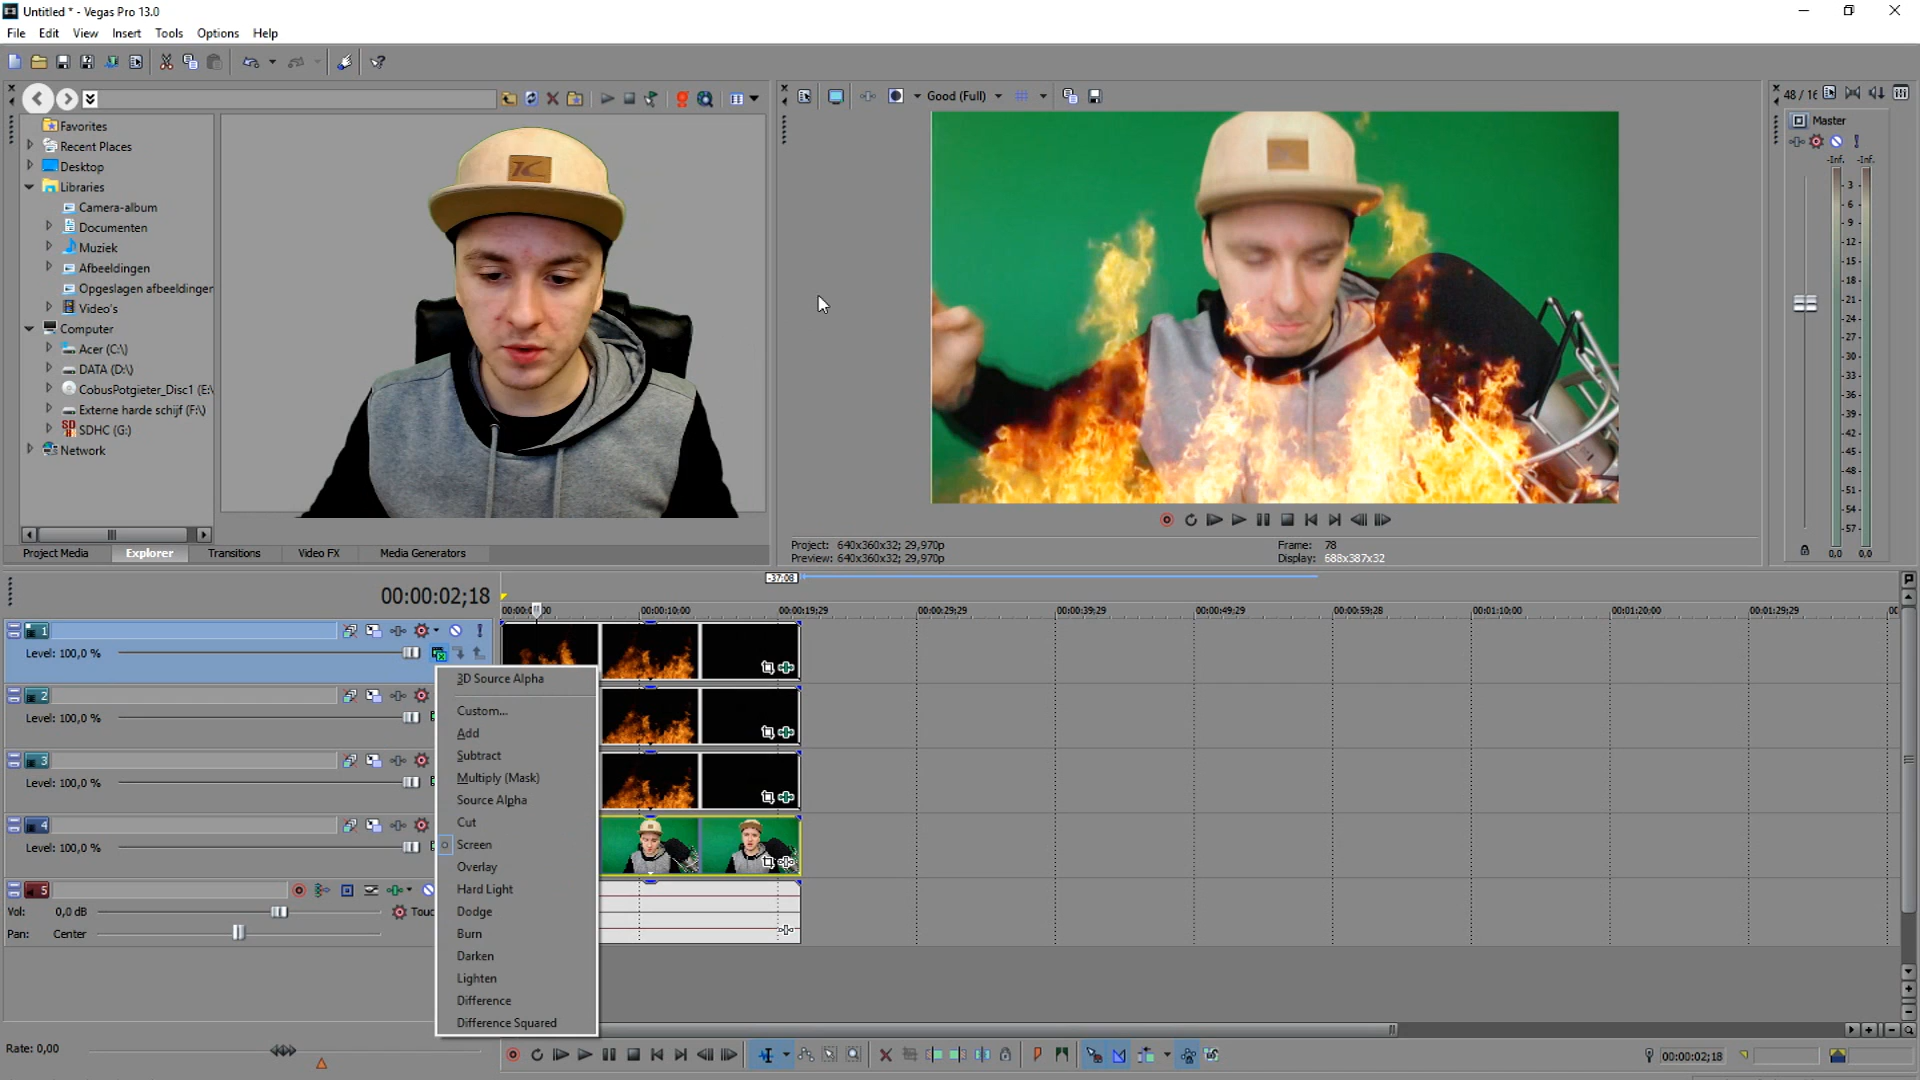 Untitled * - Vegas Pro 13.0
File Edit View Insert Tools Options Help
Good (Full)
48 / 16
Favorites
Recent Places
Desktop
Libraries
Camera-album
Documenten
Muziek
Afbeeldingen
Opgeslagen afbeeldingen
Video's
Computer
Acer (C:\)
DATA (D:\)
CobusPotgieter_Disc1 (E:\
Externe harde schijf (F:\)
SDHC (G:)
Network
Project Media Explorer Transitions Video FX Media Generators
Master
-Inf. -Inf.
3
6
9
12
15
18
21
24
27
30
33
36
39
42
45
48
51
54
57
0,0 0,0
Project: 640x360x32; 29,970p
Preview: 640x360x32; 29,970p
Frame: 78
Display: 688x387x32
00:00:02;18
-37:08
00:00:10:00 00:00:19;29 00:00:29;29 00:00:39;29 00:00:49;29 00:00:59;28 00:01:10;00 00:01:20;00 00:01:29;29
1
Level: 100,0 %
2
Level: 100,0 %
3
Level: 100,0 %
4
Level: 100,0 %
5
Vol: 0,0 dB
Touc
Pan: Center
3D Source Alpha
Custom...
Add
Subtract
Multiply (Mask)
Source Alpha
Cut
Screen
Overlay
Hard Light
Dodge
Burn
Darken
Lighten
Difference
Difference Squared
Rate: 0,00
00:00:02;18